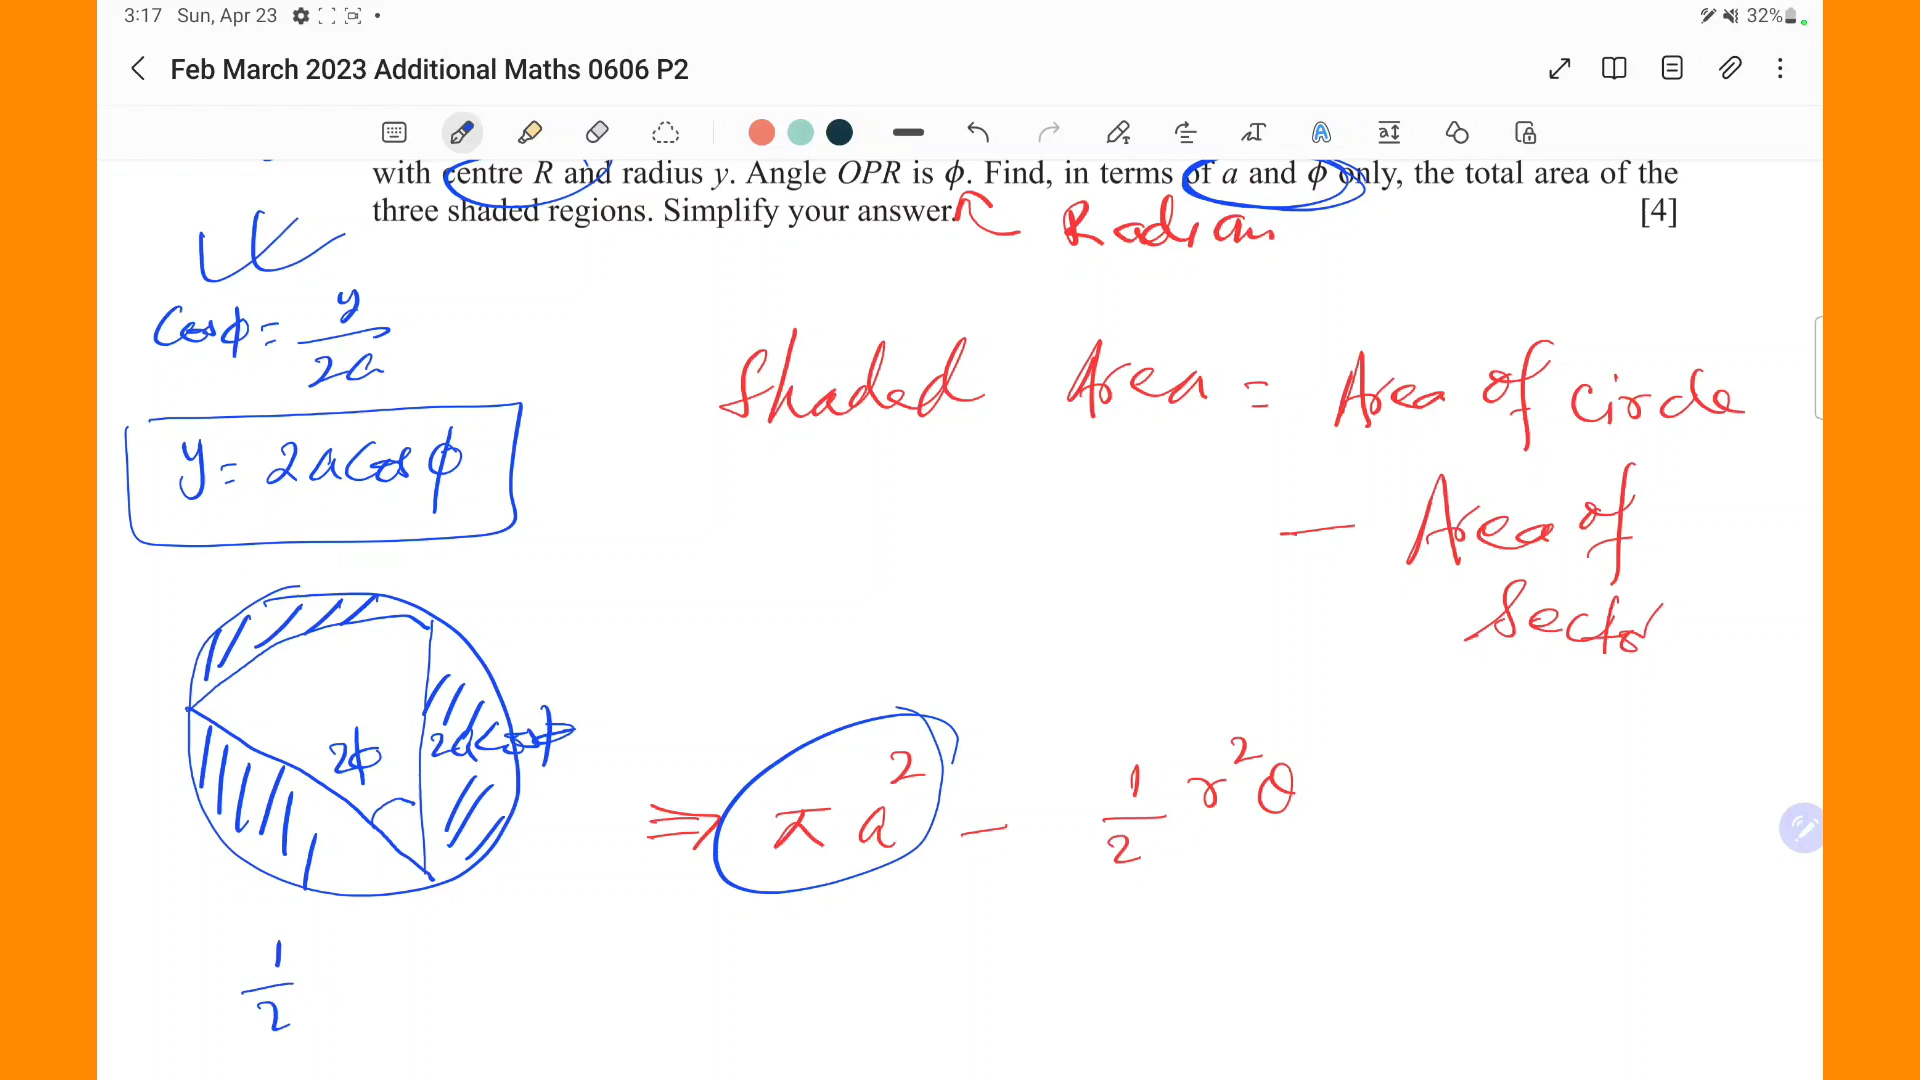 3:17 Sun, Apr 23 32%
Feb March 2023 Additional Maths 0606 P2
with centre R and radius y. Angle OPR is ϕ. Find, in terms of a and ϕ only, the total area of the
three shaded regions. Simplify your answer. [4]
Radian
Cosϕ = y/2a
y = 2aCosϕ
Shaded Area = Area of circle
— Area of
Sector
2ϕ 2aCosϕ
⇒ πa² — 1/2 r²θ
1/2